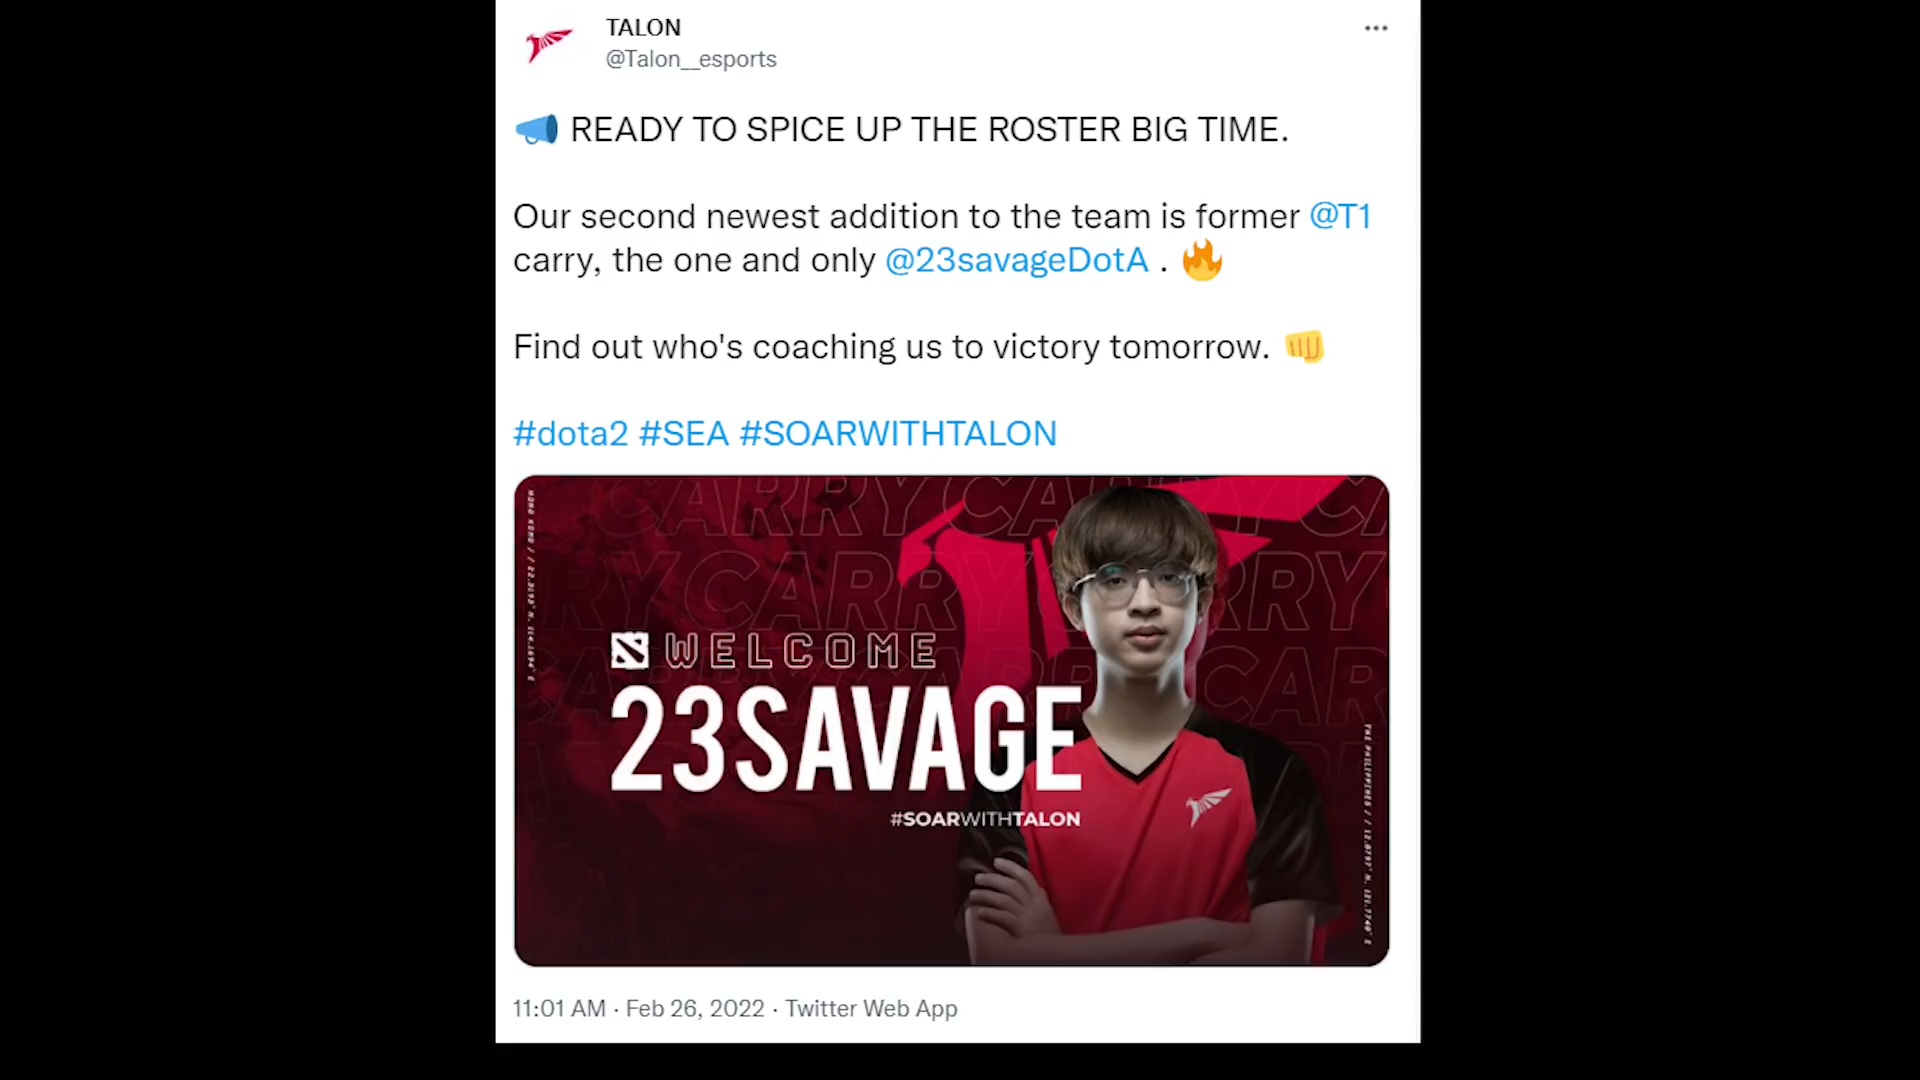 TALON
@Talon__esports
READY TO SPICE UP THE ROSTER BIG TIME.
Our second newest addition to the team is former @T1
carry, the one and only @23savageDotA .
Find out who's coaching us to victory tomorrow.
#dota2 #SEA #SOARWITHTALON
WELCOME
23SAVAGE
#SOARWITHTALON
11:01 AM · Feb 26, 2022 · Twitter Web App